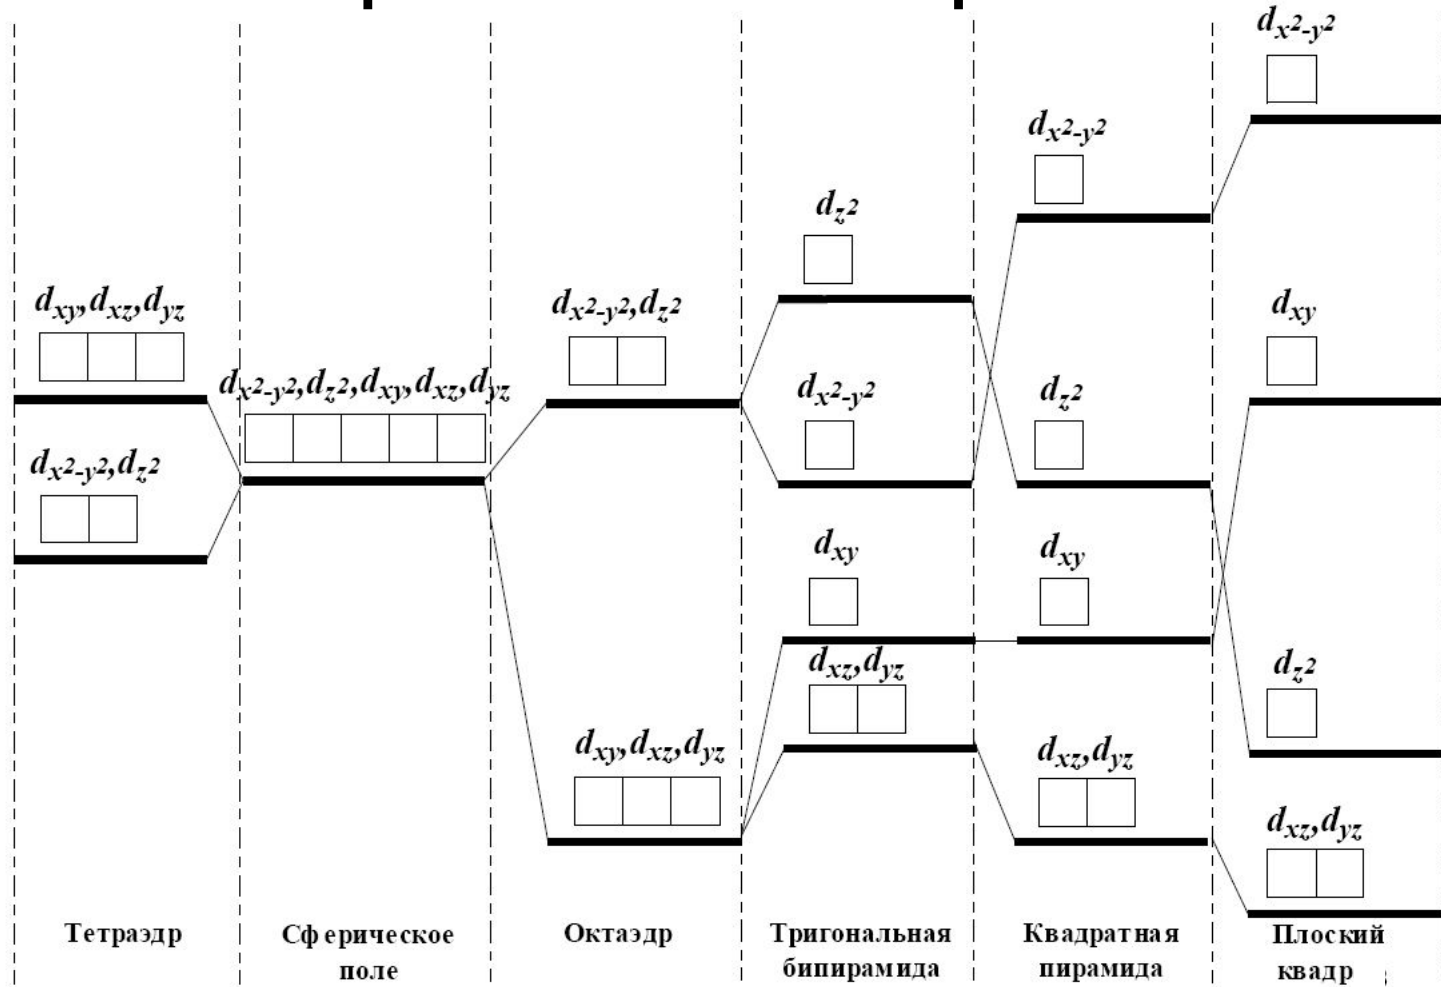 dx2-y2
dx2-y2
dz2
dxy,dxz,dyz
dx2-y2,dz2
dxy
dx2-y2,dz2,dxy,dxz,dyz
dx2-y2
dz2
dx2-y2,dz2
dxy
dxy
dxz,dyz
dz2
dxy,dxz,dyz
dxz,dyz
dxz,dyz
Тетраэдр
Сферическое
поле
Октаэдр
Тригональная
бипирамида
Квадратная
пирамида
Плоский
квадр